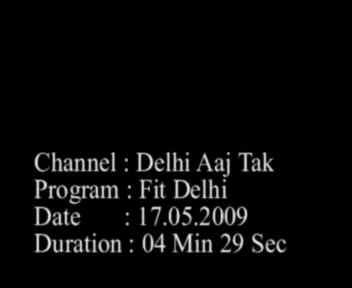 Channel : Delhi Aaj Tak
Program : Fit Delhi
Date : 17.05.2009
Duration : 04 Min 29 Sec